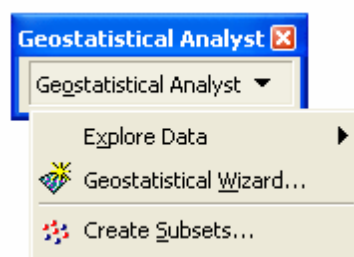 Geostatistical Analyst
Geostatistical Analyst
Explore Data
Geostatistical Wizard...
Create Subsets...